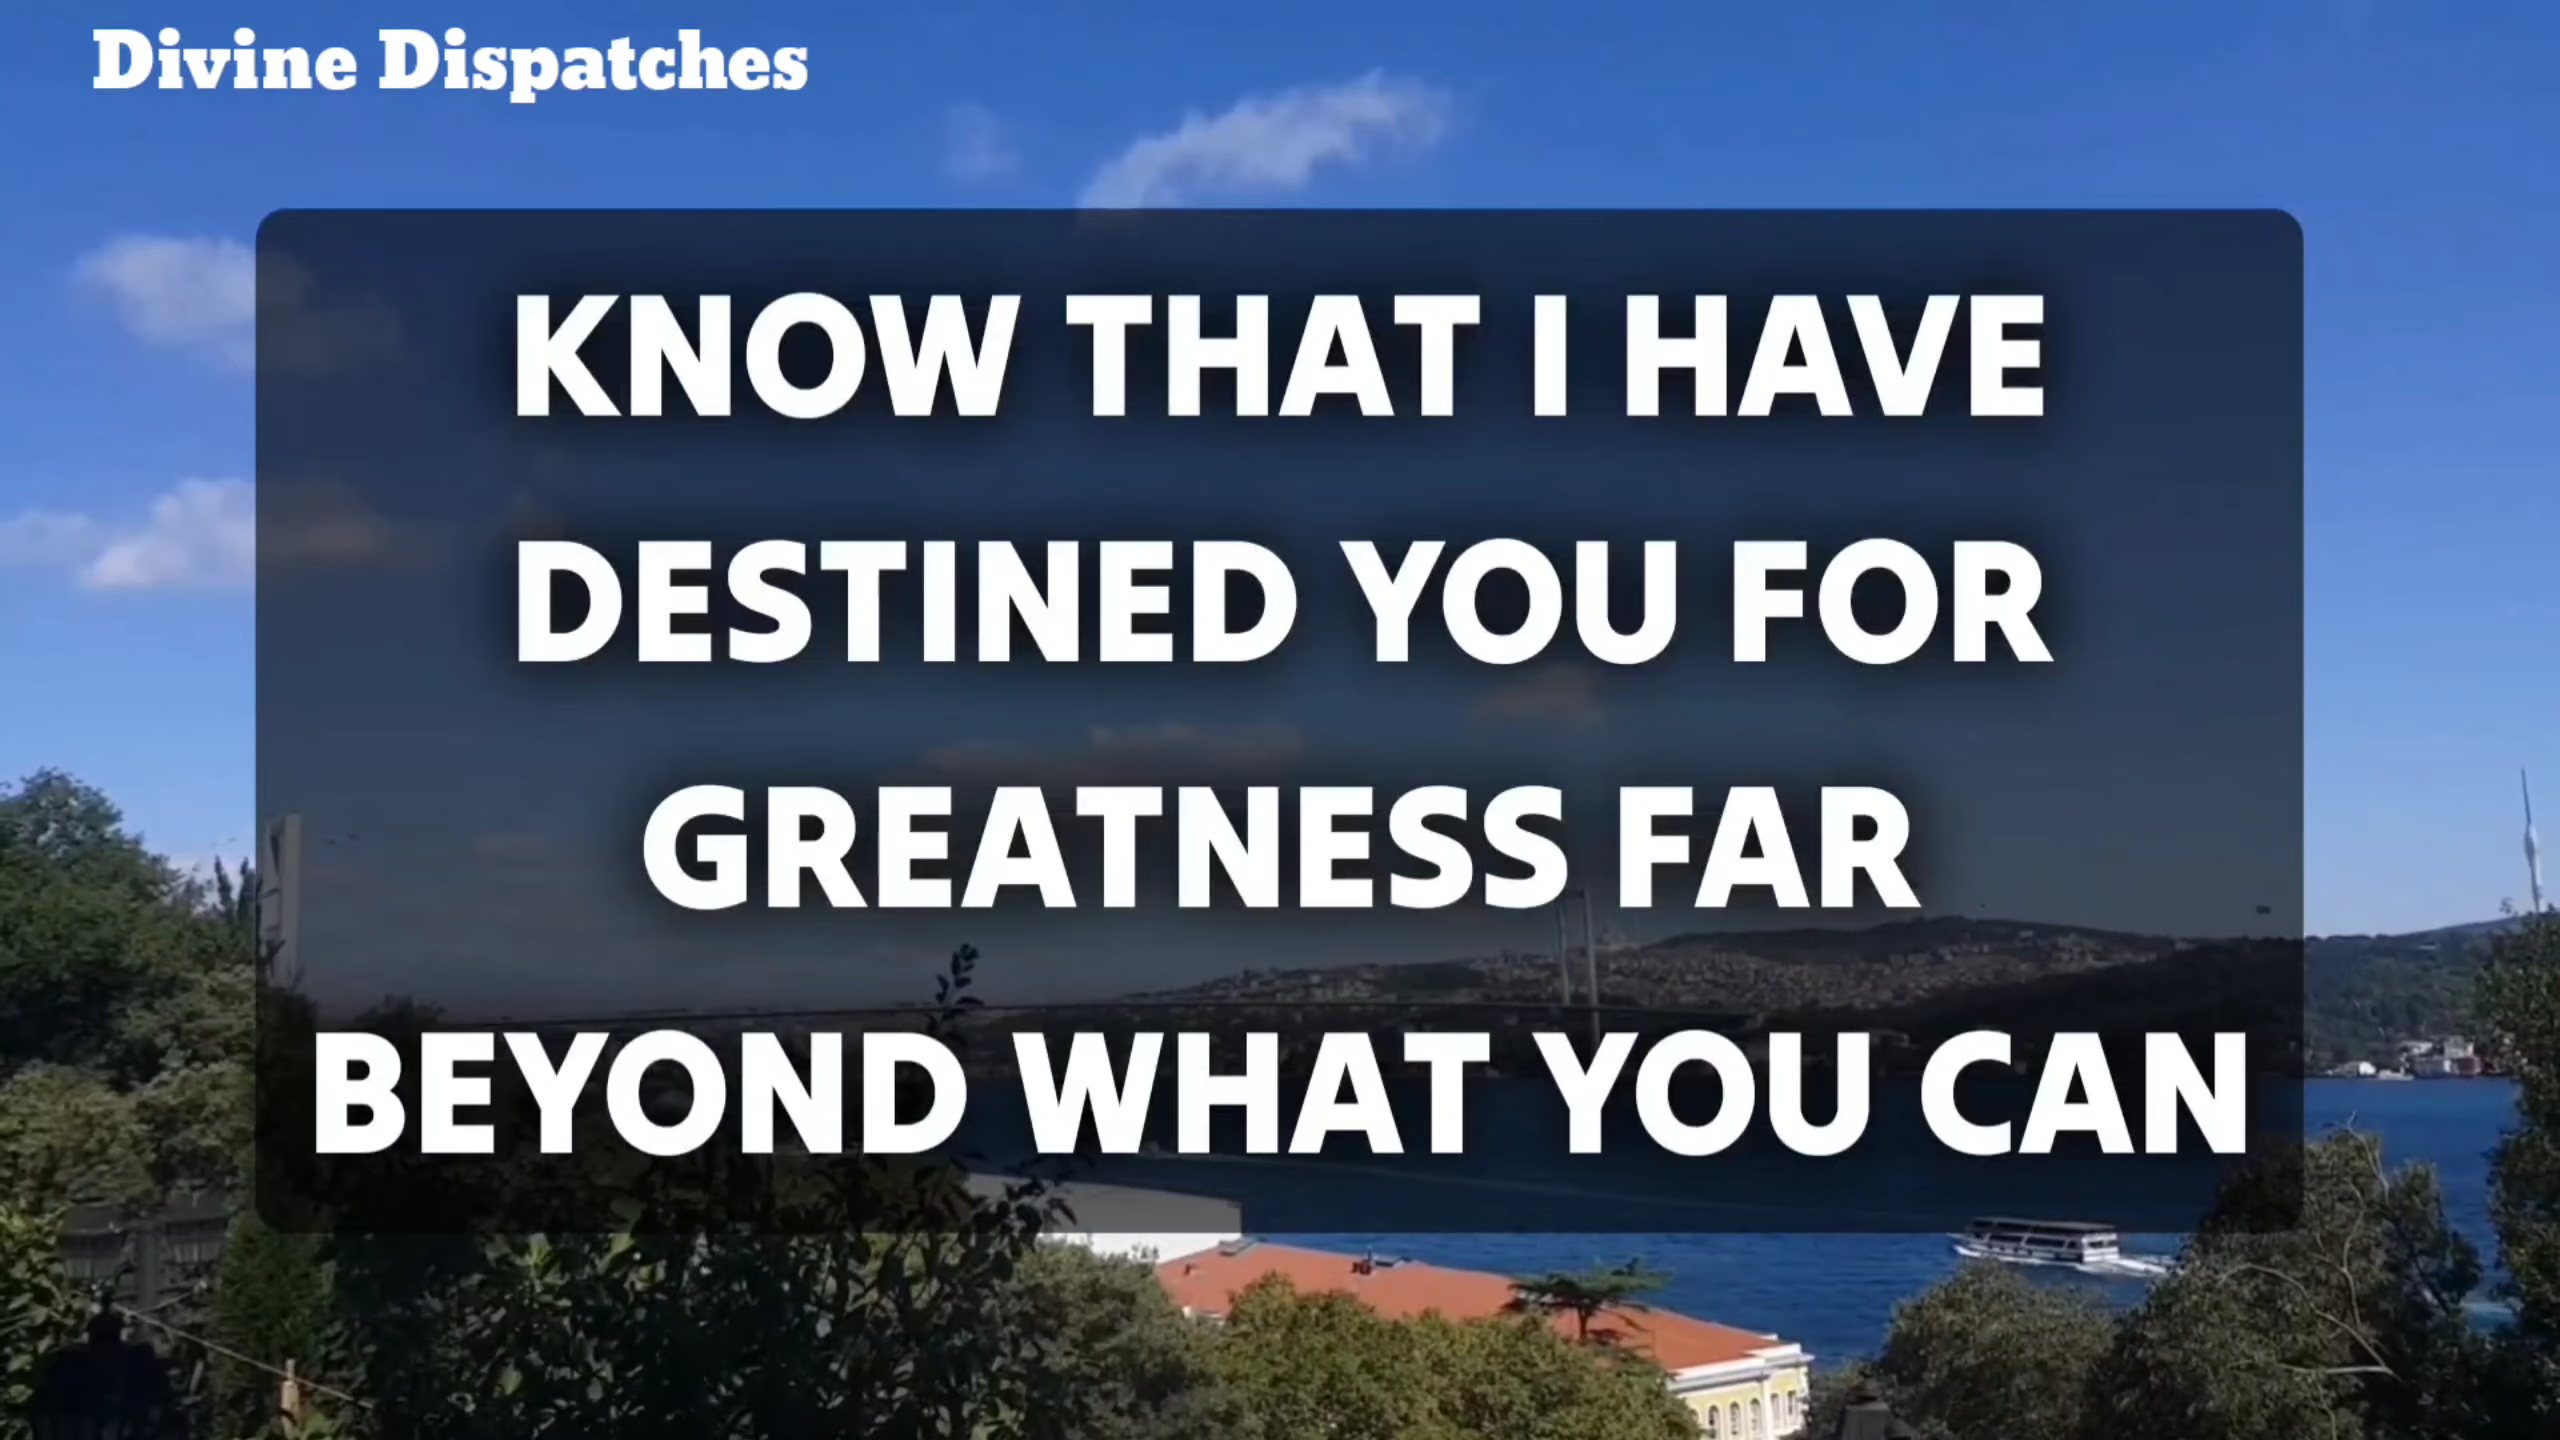 Divine Dispatches
KNOW THAT I HAVE
DESTINED YOU FOR
GREATNESS FAR
BEYOND WHAT YOU CAN